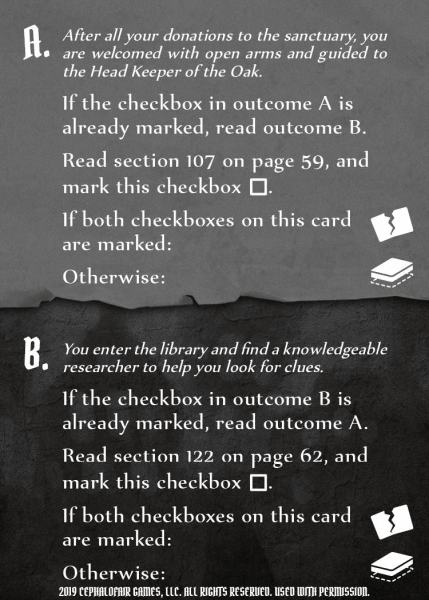 A. After all your donations to the sanctuary, you
are welcomed with open arms and guided to
the Head Keeper of the Oak.
If the checkbox in outcome A is
already marked, read outcome B.
Read section 107 on page 59, and
mark this checkbox .
If both checkboxes on this card
are marked:
Otherwise:
B. You enter the library and find a knowledgeable
researcher to help you look for clues.
If the checkbox in outcome B is
already marked, read outcome A.
Read section 122 on page 62, and
mark this checkbox .
If both checkboxes on this card
are marked:
Otherwise:
2019 CEPHALOFAIR GAMES, LLC. ALL RIGHTS RESERVED. USED WITH PERMISSION.